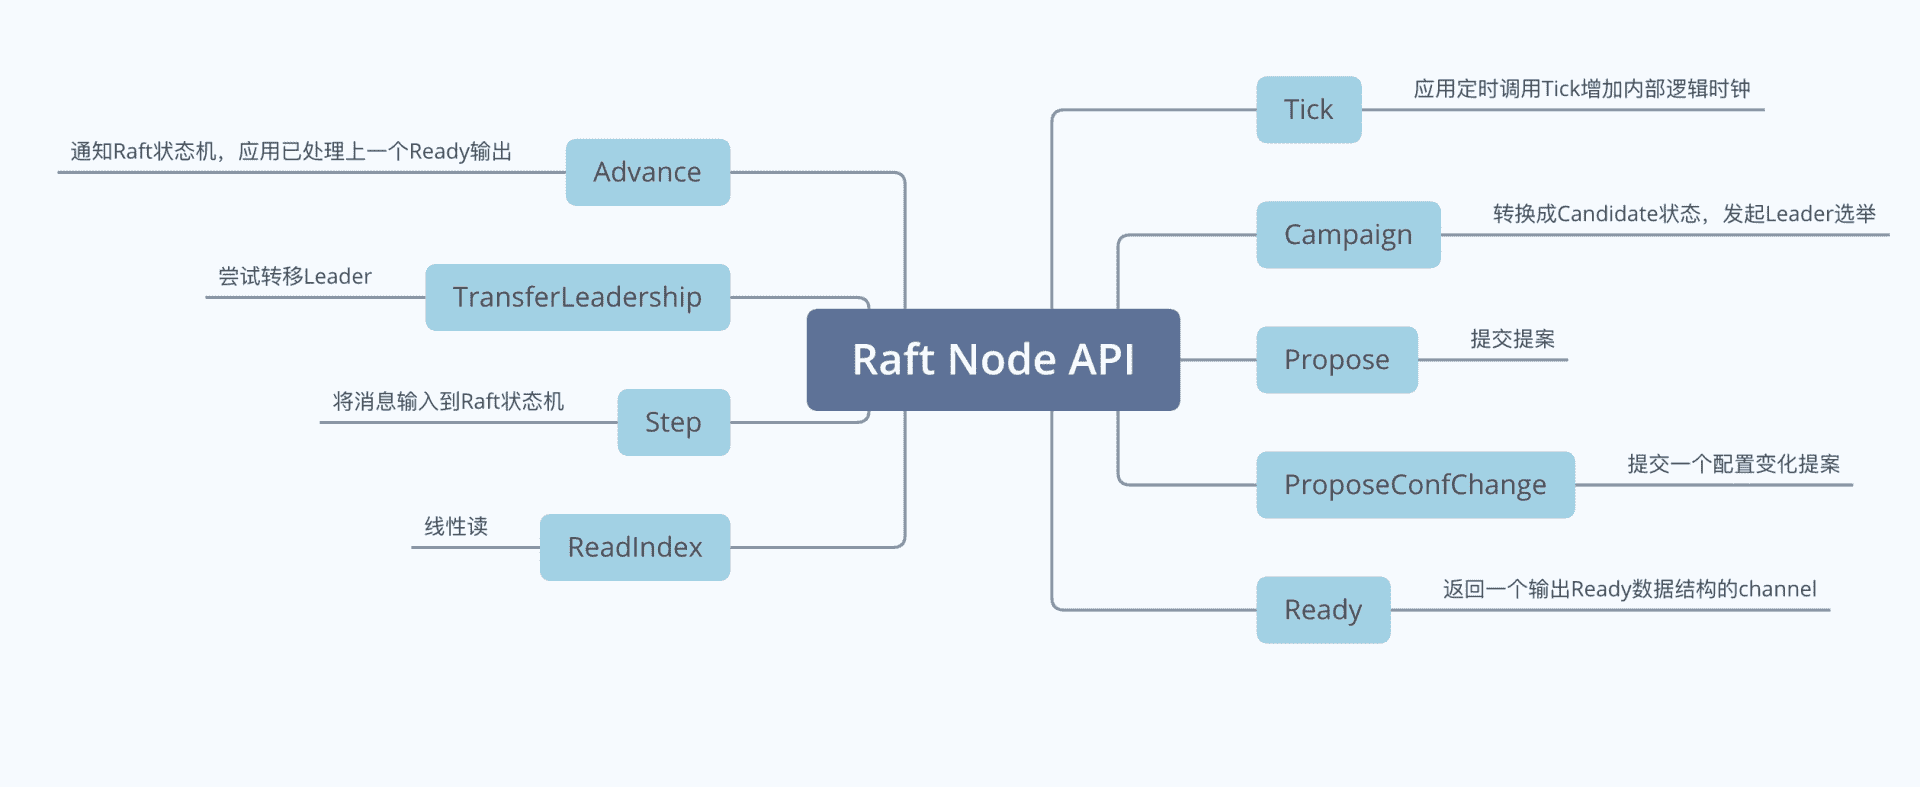 Raft Node API
Tick
应用定时调用Tick增加内部逻辑时钟
Campaign
转换成Candidate状态，发起Leader选举
Propose
提交提案
ProposeConfChange
提交一个配置变化提案
Ready
返回一个输出Ready数据结构的channel
Advance
通知Raft状态机，应用已处理上一个Ready输出
TransferLeadership
尝试转移Leader
Step
将消息输入到Raft状态机
ReadIndex
线性读